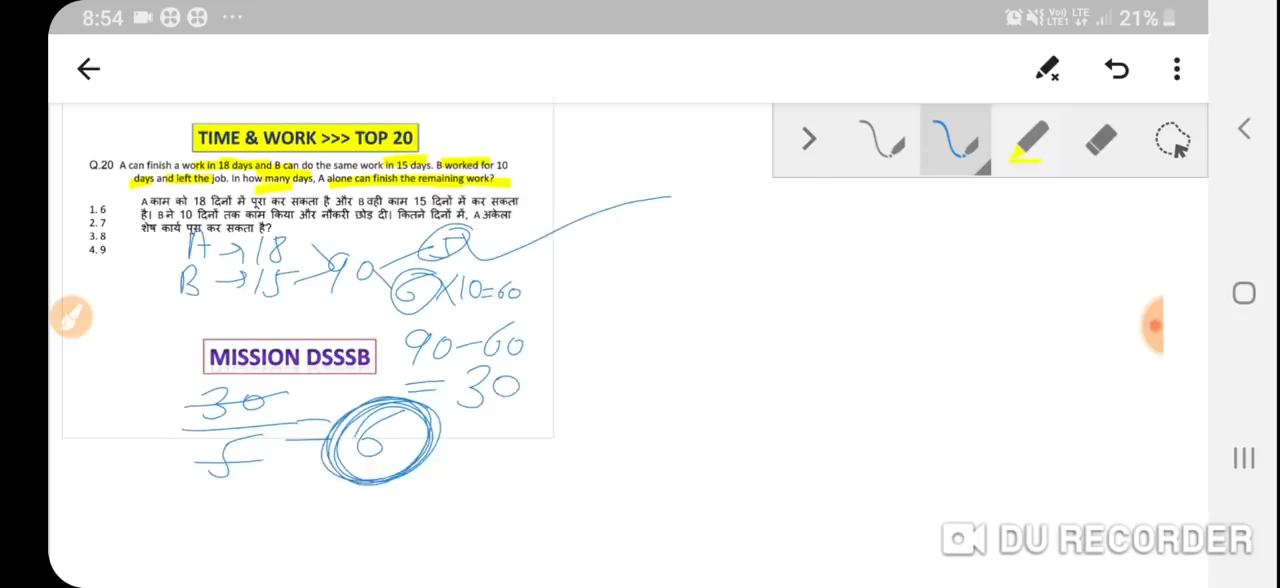 8:54
Vo) LTE
LTE1
21%
TIME & WORK >>> TOP 20
Q.20 A can finish a work in 18 days and B can do the same work in 15 days. B worked for 10
days and left the job. In how many days, A alone can finish the remaining work?
A काम को 18 दिनों में पूरा कर सकता है और B वही काम 15 दिनों में कर सकता
है। B ने 10 दिनों तक काम किया और नौकरी छोड़ दी। कितने दिनों में, A अकेला
शेष कार्य पूरा कर सकता है?
1. 6
2. 7
3. 8
4. 9
A → 18
B → 15
90
5
6 × 10 = 60
90 - 60
= 30
MISSION DSSSB
30
5
= 6
DU RECORDER